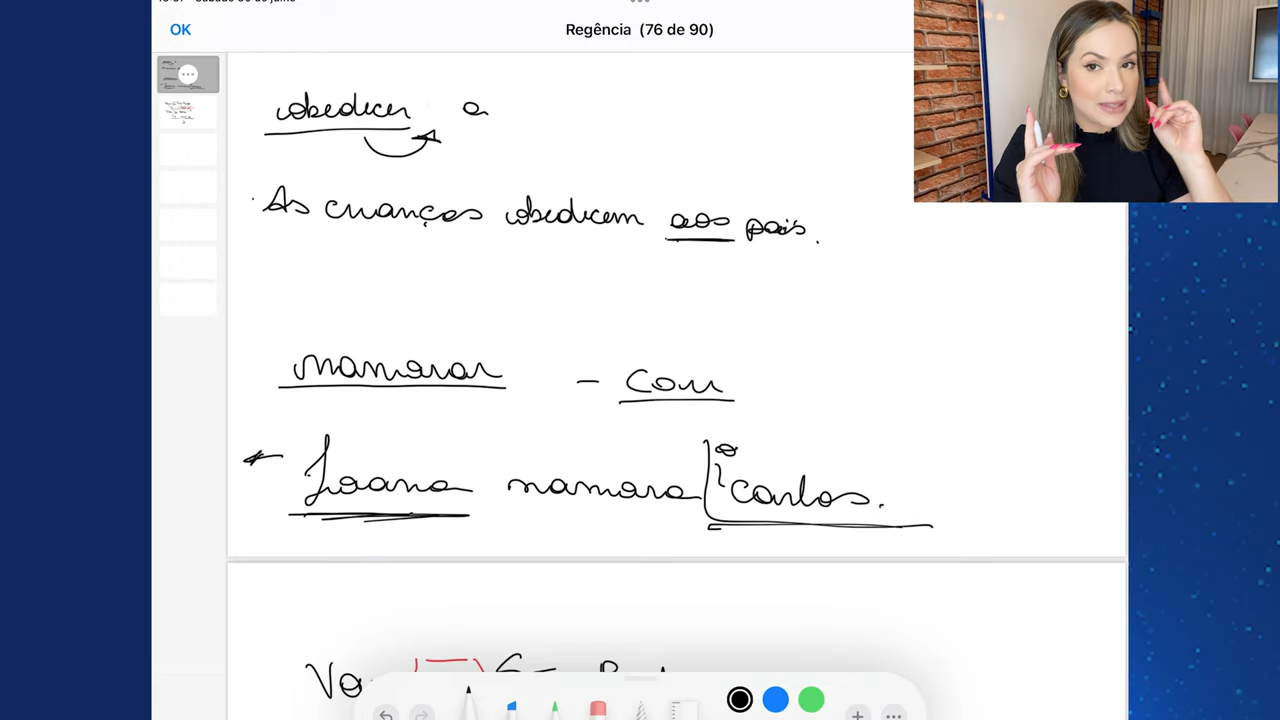 OK
Regência (76 de 90)
obedecer a
As crianças obedecem aos pais.
namorar - com
Joana namora o Carlos.